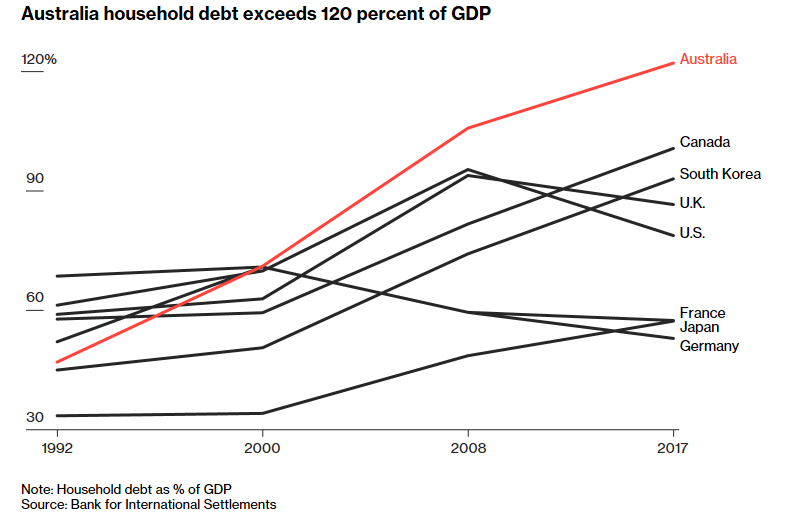 Australia household debt exceeds 120 percent of GDP
120%
Australia
Canada
90
South Korea
U.K.
U.S.
60
France
Japan
Germany
30
1992 2000 2008 2017
Note: Household debt as % of GDP
Source: Bank for International Settlements